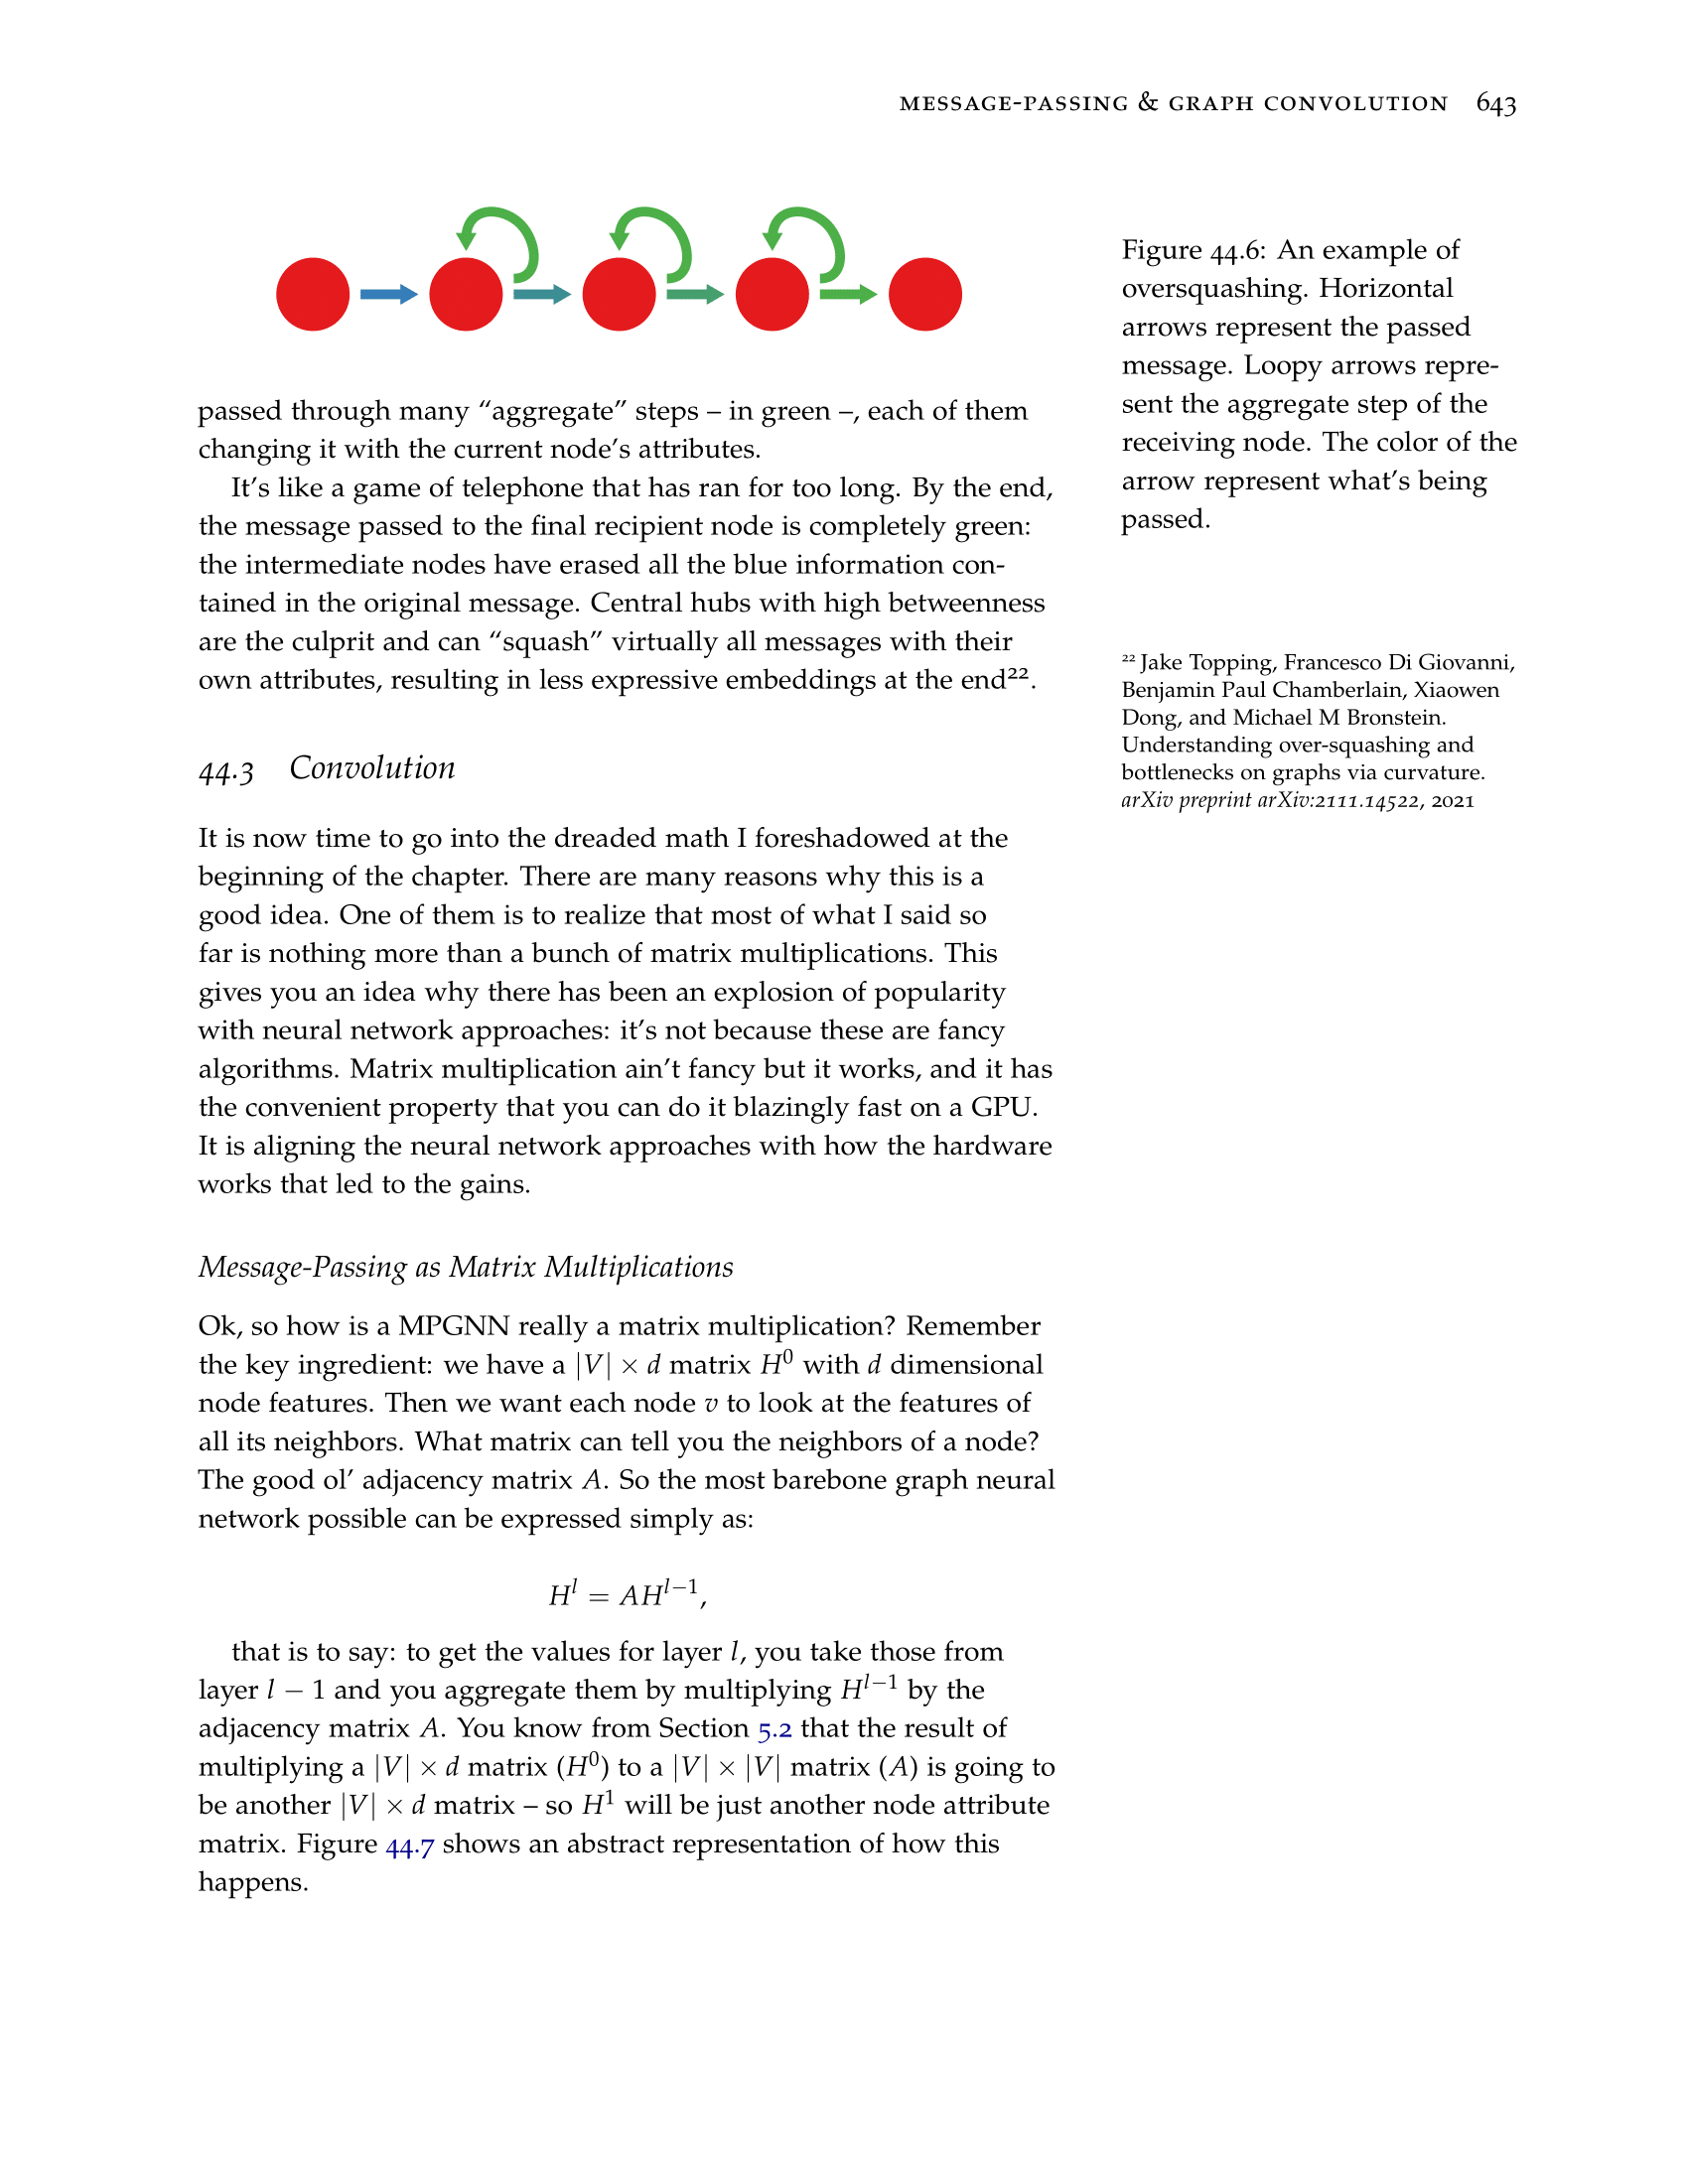 MESSAGE-PASSING & GRAPH CONVOLUTION 643
Figure 44.6: An example of
oversquashing. Horizontal
arrows represent the passed
message. Loopy arrows repre-
sent the aggregate step of the
receiving node. The color of the
arrow represent what's being
passed.
passed through many “aggregate” steps – in green –, each of them
changing it with the current node's attributes.
It's like a game of telephone that has ran for too long. By the end,
the message passed to the final recipient node is completely green:
the intermediate nodes have erased all the blue information con-
tained in the original message. Central hubs with high betweenness
are the culprit and can “squash” virtually all messages with their
own attributes, resulting in less expressive embeddings at the end²².
²² Jake Topping, Francesco Di Giovanni,
Benjamin Paul Chamberlain, Xiaowen
Dong, and Michael M Bronstein.
Understanding over-squashing and
bottlenecks on graphs via curvature.
arXiv preprint arXiv:2111.14522, 2021
44.3 Convolution
It is now time to go into the dreaded math I foreshadowed at the
beginning of the chapter. There are many reasons why this is a
good idea. One of them is to realize that most of what I said so
far is nothing more than a bunch of matrix multiplications. This
gives you an idea why there has been an explosion of popularity
with neural network approaches: it's not because these are fancy
algorithms. Matrix multiplication ain't fancy but it works, and it has
the convenient property that you can do it blazingly fast on a GPU.
It is aligning the neural network approaches with how the hardware
works that led to the gains.
Message-Passing as Matrix Multiplications
Ok, so how is a MPGNN really a matrix multiplication? Remember
the key ingredient: we have a |V| × d matrix H⁰ with d dimensional
node features. Then we want each node v to look at the features of
all its neighbors. What matrix can tell you the neighbors of a node?
The good ol' adjacency matrix A. So the most barebone graph neural
network possible can be expressed simply as:
Hˡ = AHˡ⁻¹,
that is to say: to get the values for layer l, you take those from
layer l − 1 and you aggregate them by multiplying Hˡ⁻¹ by the
adjacency matrix A. You know from Section 5.2 that the result of
multiplying a |V| × d matrix (H⁰) to a |V| × |V| matrix (A) is going to
be another |V| × d matrix – so H¹ will be just another node attribute
matrix. Figure 44.7 shows an abstract representation of how this
happens.